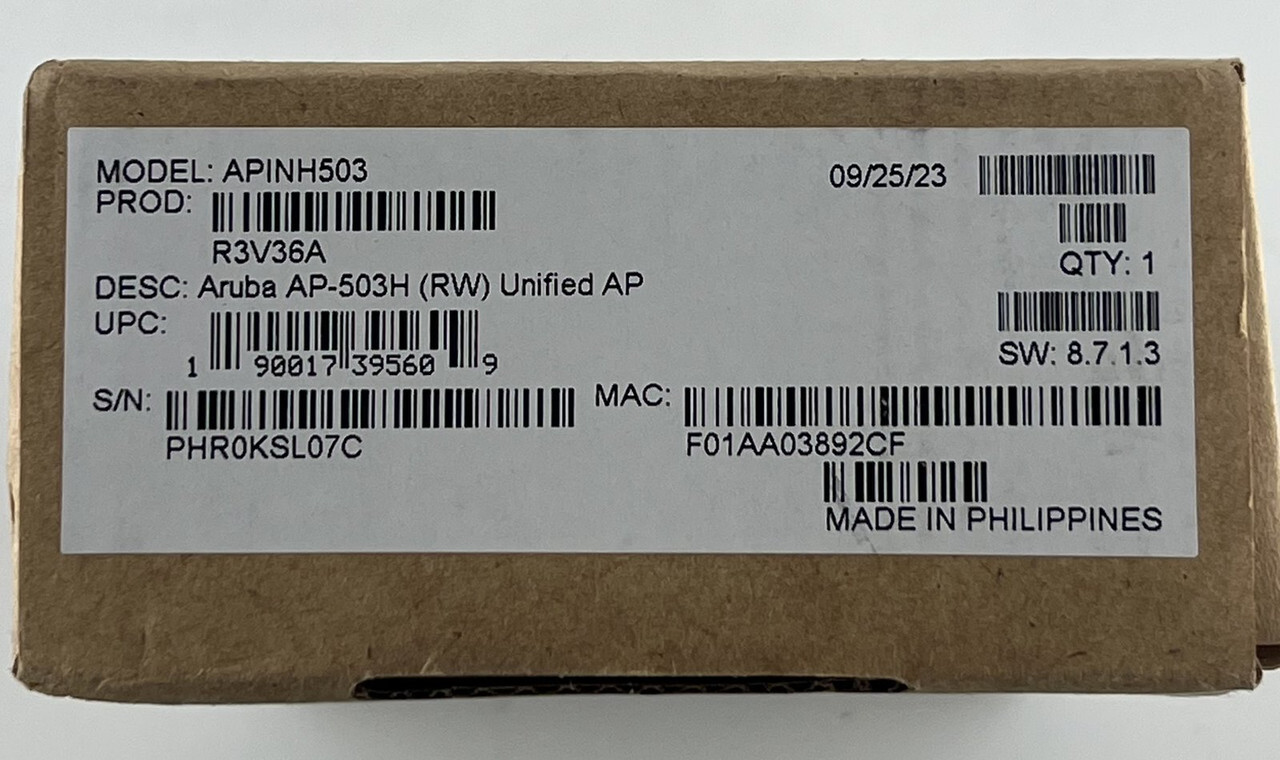 MODEL: APINH503
09/25/23
PROD:
R3V36A
QTY: 1
DESC: Aruba AP-503H (RW) Unified AP
UPC:
1 90017 39560 9
SW: 8.7.1.3
S/N:
PHR0KSL07C
MAC:
F01AA03892CF
MADE IN PHILIPPINES